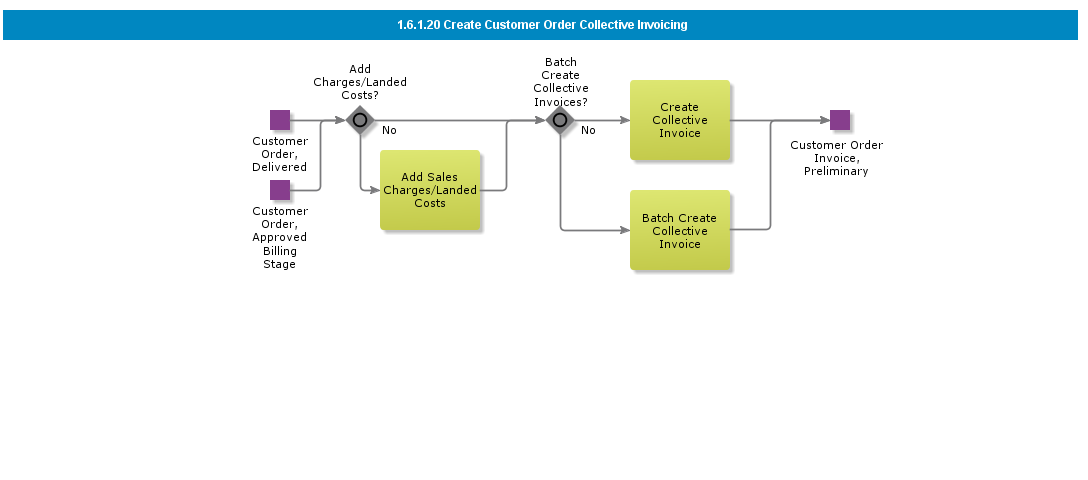 1.6.1.20 Create Customer Order Collective Invoicing
Add
Charges/Landed
Costs?
Batch
Create
Collective
Invoices?
Customer
Order,
Delivered
No
No
Create
Collective
Invoice
Customer Order
Invoice,
Preliminary
Add Sales
Charges/Landed
Costs
Customer
Order,
Approved
Billing
Stage
Batch Create
Collective
Invoice